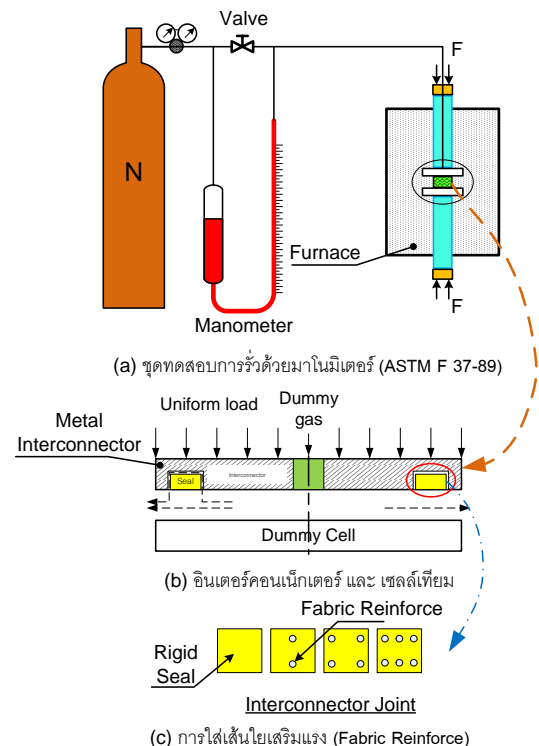 Valve
F
N
Furnace
F
Manometer
(a) ชุดทดสอบการรั่วด้วยมาโนมิเตอร์ (ASTM F 37-89)
Metal
Interconnector
Uniform load
Dummy
gas
Seal
Interconnector
Dummy Cell
(b) อินเตอร์คอนเน็กเตอร์ และ เซลล์เทียม
Fabric Reinforce
Rigid
Seal
Interconnector Joint
(c) การใส่เส้นใยเสริมแรง (Fabric Reinforce)